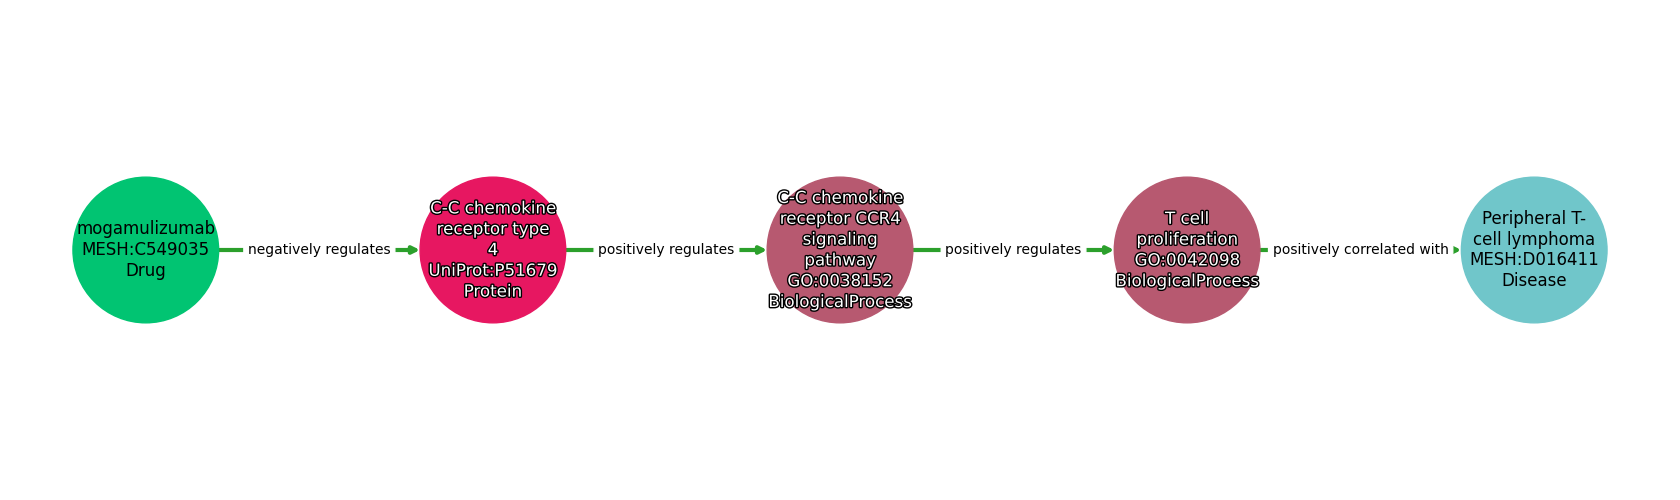 mogamulizumab
MESH:C549035
Drug
negatively regulates
C-C chemokine
receptor type
4
UniProt:P51679
Protein
positively regulates
C-C chemokine
receptor CCR4
signaling
pathway
GO:0038152
BiologicalProcess
positively regulates
T cell
proliferation
GO:0042098
BiologicalProcess
positively correlated with
Peripheral T-
cell lymphoma
MESH:D016411
Disease